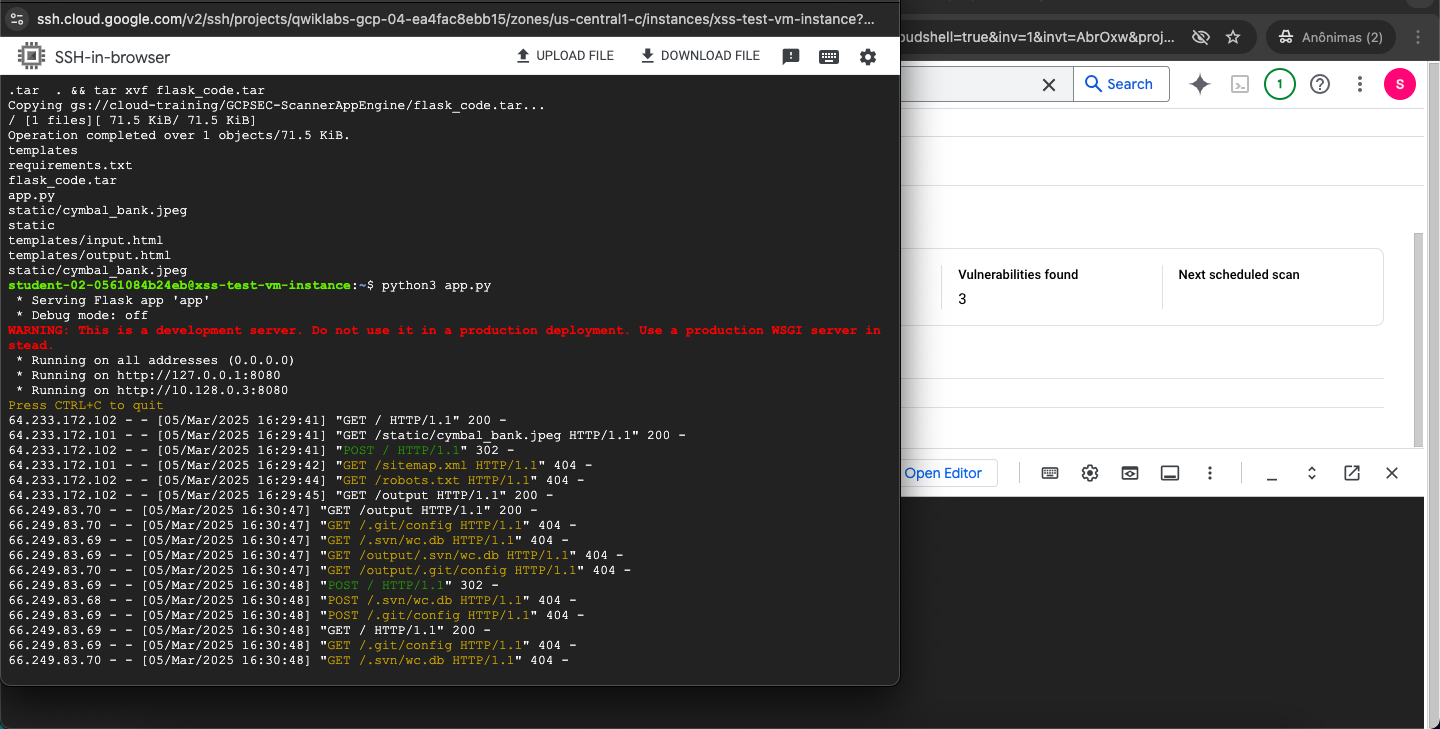 ssh.cloud.google.com/v2/ssh/projects/qwiklabs-gcp-04-ea4fac8ebb15/zones/us-central1-c/instances/xss-test-vm-instance?...
SSH-in-browser
UPLOAD FILE
DOWNLOAD FILE
.tar  . && tar xvf flask_code.tar
Copying gs://cloud-training/GCPSEC-ScannerAppEngine/flask_code.tar...
/ [1 files][ 71.5 KiB/ 71.5 KiB]
Operation completed over 1 objects/71.5 KiB.
templates
requirements.txt
flask_code.tar
app.py
static/cymbal_bank.jpeg
static
templates/input.html
templates/output.html
static/cymbal_bank.jpeg
student-02-0561084b24eb@xss-test-vm-instance:~$ python3 app.py
 * Serving Flask app 'app'
 * Debug mode: off
WARNING: This is a development server. Do not use it in a production deployment. Use a production WSGI server in
stead.
 * Running on all addresses (0.0.0.0)
 * Running on http://127.0.0.1:8080
 * Running on http://10.128.0.3:8080
Press CTRL+C to quit
64.233.172.102 - - [05/Mar/2025 16:29:41] "GET / HTTP/1.1" 200 -
64.233.172.101 - - [05/Mar/2025 16:29:41] "GET /static/cymbal_bank.jpeg HTTP/1.1" 200 -
64.233.172.102 - - [05/Mar/2025 16:29:41] "POST / HTTP/1.1" 302 -
64.233.172.101 - - [05/Mar/2025 16:29:42] "GET /sitemap.xml HTTP/1.1" 404 -
64.233.172.102 - - [05/Mar/2025 16:29:44] "GET /robots.txt HTTP/1.1" 404 -
64.233.172.102 - - [05/Mar/2025 16:29:45] "GET /output HTTP/1.1" 200 -
66.249.83.70 - - [05/Mar/2025 16:30:47] "GET /output HTTP/1.1" 200 -
66.249.83.70 - - [05/Mar/2025 16:30:47] "GET /.git/config HTTP/1.1" 404 -
66.249.83.69 - - [05/Mar/2025 16:30:47] "GET /.svn/wc.db HTTP/1.1" 404 -
66.249.83.69 - - [05/Mar/2025 16:30:47] "GET /output/.svn/wc.db HTTP/1.1" 404 -
66.249.83.70 - - [05/Mar/2025 16:30:47] "GET /output/.git/config HTTP/1.1" 404 -
66.249.83.69 - - [05/Mar/2025 16:30:48] "POST / HTTP/1.1" 302 -
66.249.83.68 - - [05/Mar/2025 16:30:48] "POST /.svn/wc.db HTTP/1.1" 404 -
66.249.83.69 - - [05/Mar/2025 16:30:48] "POST /.git/config HTTP/1.1" 404 -
66.249.83.69 - - [05/Mar/2025 16:30:48] "GET / HTTP/1.1" 200 -
66.249.83.69 - - [05/Mar/2025 16:30:48] "GET /.git/config HTTP/1.1" 404 -
66.249.83.70 - - [05/Mar/2025 16:30:48] "GET /.svn/wc.db HTTP/1.1" 404 -
oudshell=true&inv=1&invt=AbrOxw&proj...
Anônimas (2)
Search
1
S
Vulnerabilities found
3
Next scheduled scan
Open Editor